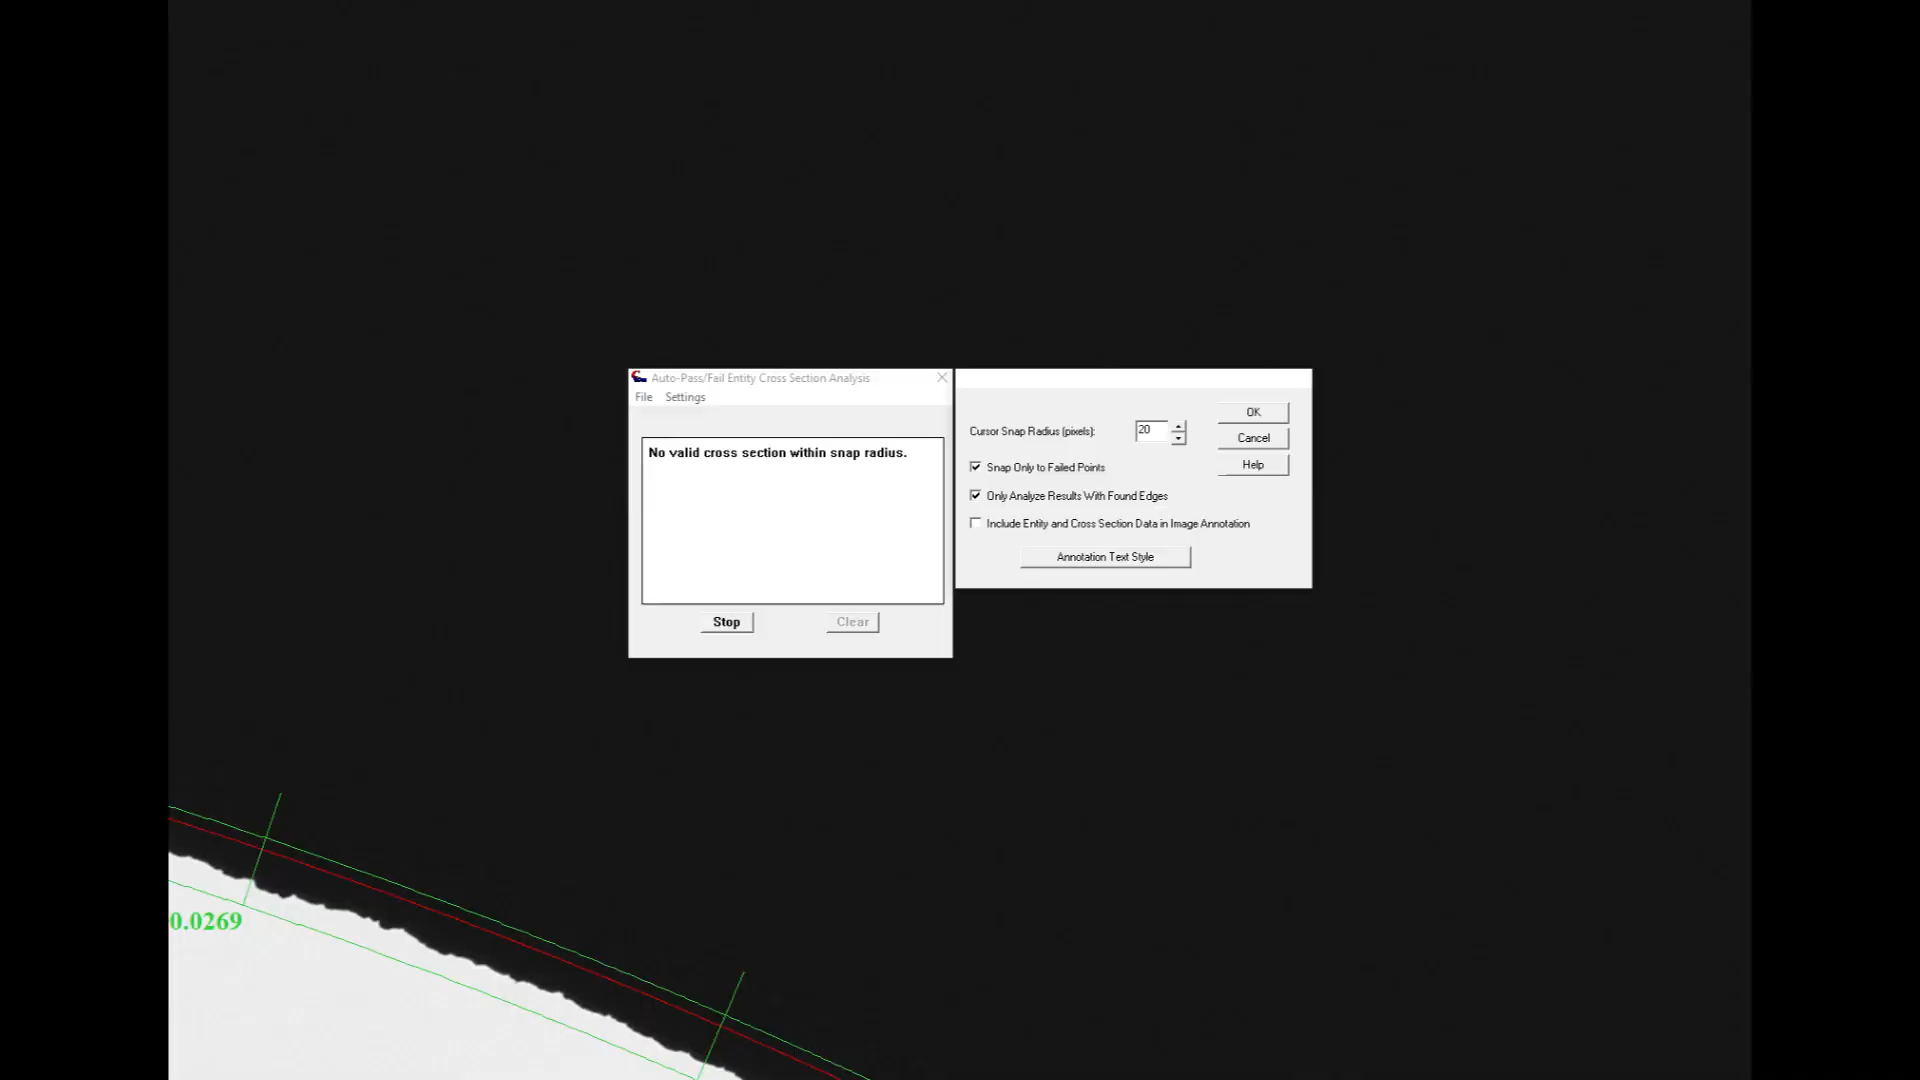 Auto-Pass/Fail Entity Cross Section Analysis
File Settings
No valid cross section within snap radius.
Stop Clear
Cursor Snap Radius (pixels): 20
OK
Cancel
Help
Snap Only to Failed Points
Only Analyze Results With Found Edges
Include Entity and Cross Section Data in Image Annotation
Annotation Text Style
0.0269